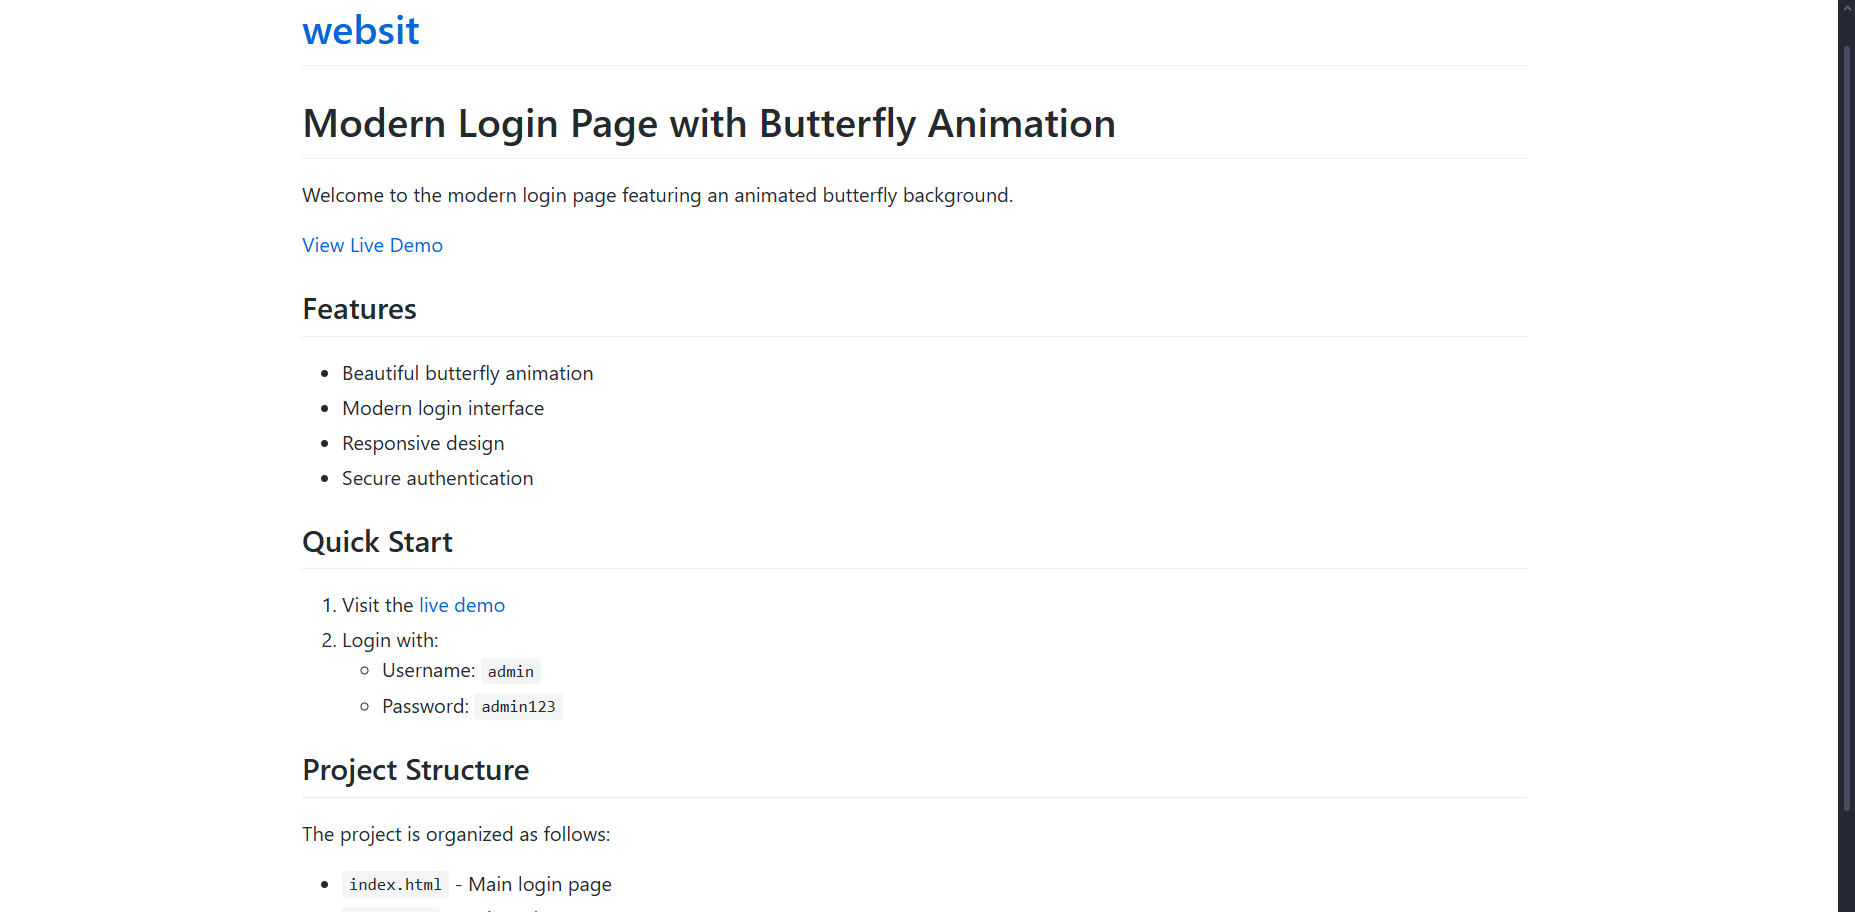 websit
Modern Login Page with Butterfly Animation
Welcome to the modern login page featuring an animated butterfly background.
View Live Demo
Features
Beautiful butterfly animation
Modern login interface
Responsive design
Secure authentication
Quick Start
1. Visit the live demo
2. Login with:
Username: admin
Password: admin123
Project Structure
The project is organized as follows:
index.html - Main login page